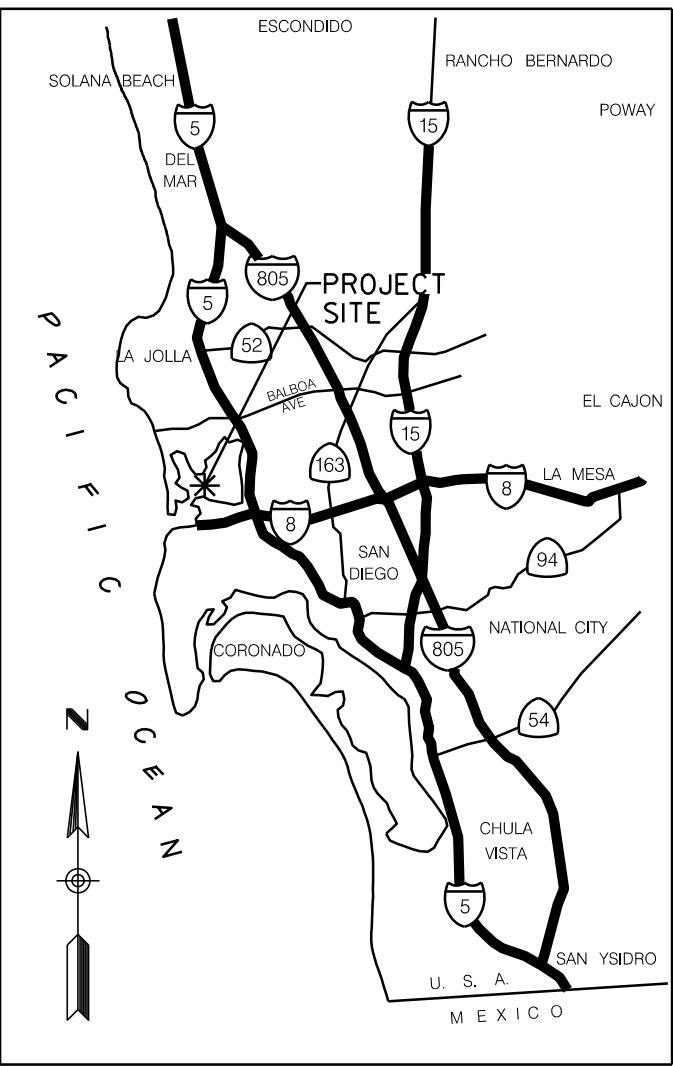 ESCONDIDO
RANCHO BERNARDO
SOLANA BEACH
POWAY
5
15
DEL
MAR
805
PROJECT
SITE
5
52
LA JOLLA
BALBOA
AVE
EL CAJON
15
163
LA MESA
8
8
PACIFIC OCEAN
SAN
DIEGO
94
NATIONAL CITY
805
CORONADO
54
N
CHULA
VISTA
5
SAN YSIDRO
U. S. A.
MEXICO